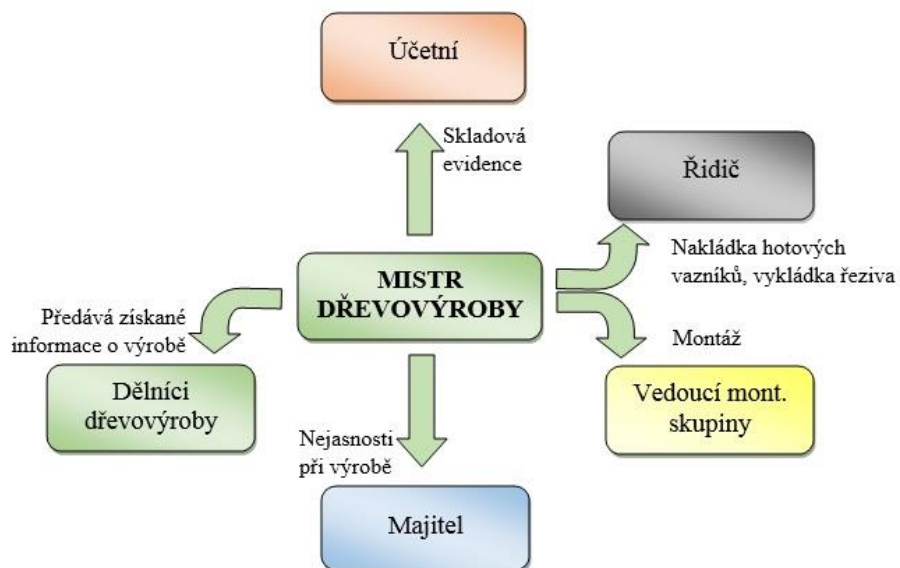 Účetní
Skladová
evidence
Řidič
Nakládka hotových
vazníků, vykládka řeziva
MISTR
DŘEVOVÝROBY
Předává získané
informace o výrobě
Montáž
Dělníci
dřevovýroby
Vedoucí mont.
skupiny
Nejasnosti
při výrobě
Majitel